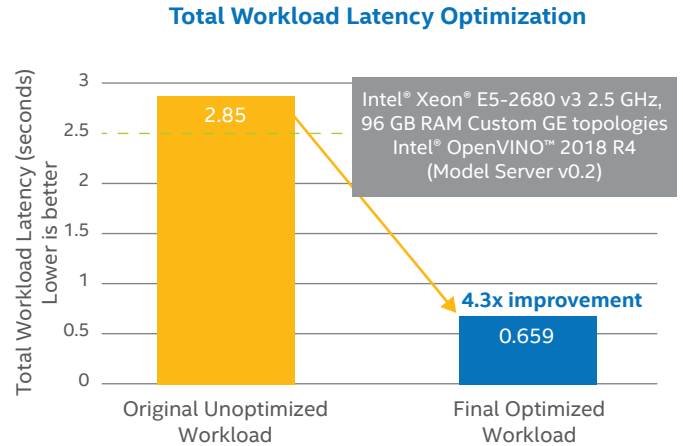 Total Workload Latency Optimization
Total Workload Latency (seconds)
Lower is better
3
2.5
2
1.5
1
0.5
0
2.85
Intel® Xeon® E5-2680 v3 2.5 GHz,
96 GB RAM Custom GE topologies
Intel® OpenVINO™ 2018 R4
(Model Server v0.2)
4.3x improvement
0.659
Original Unoptimized
Workload
Final Optimized
Workload